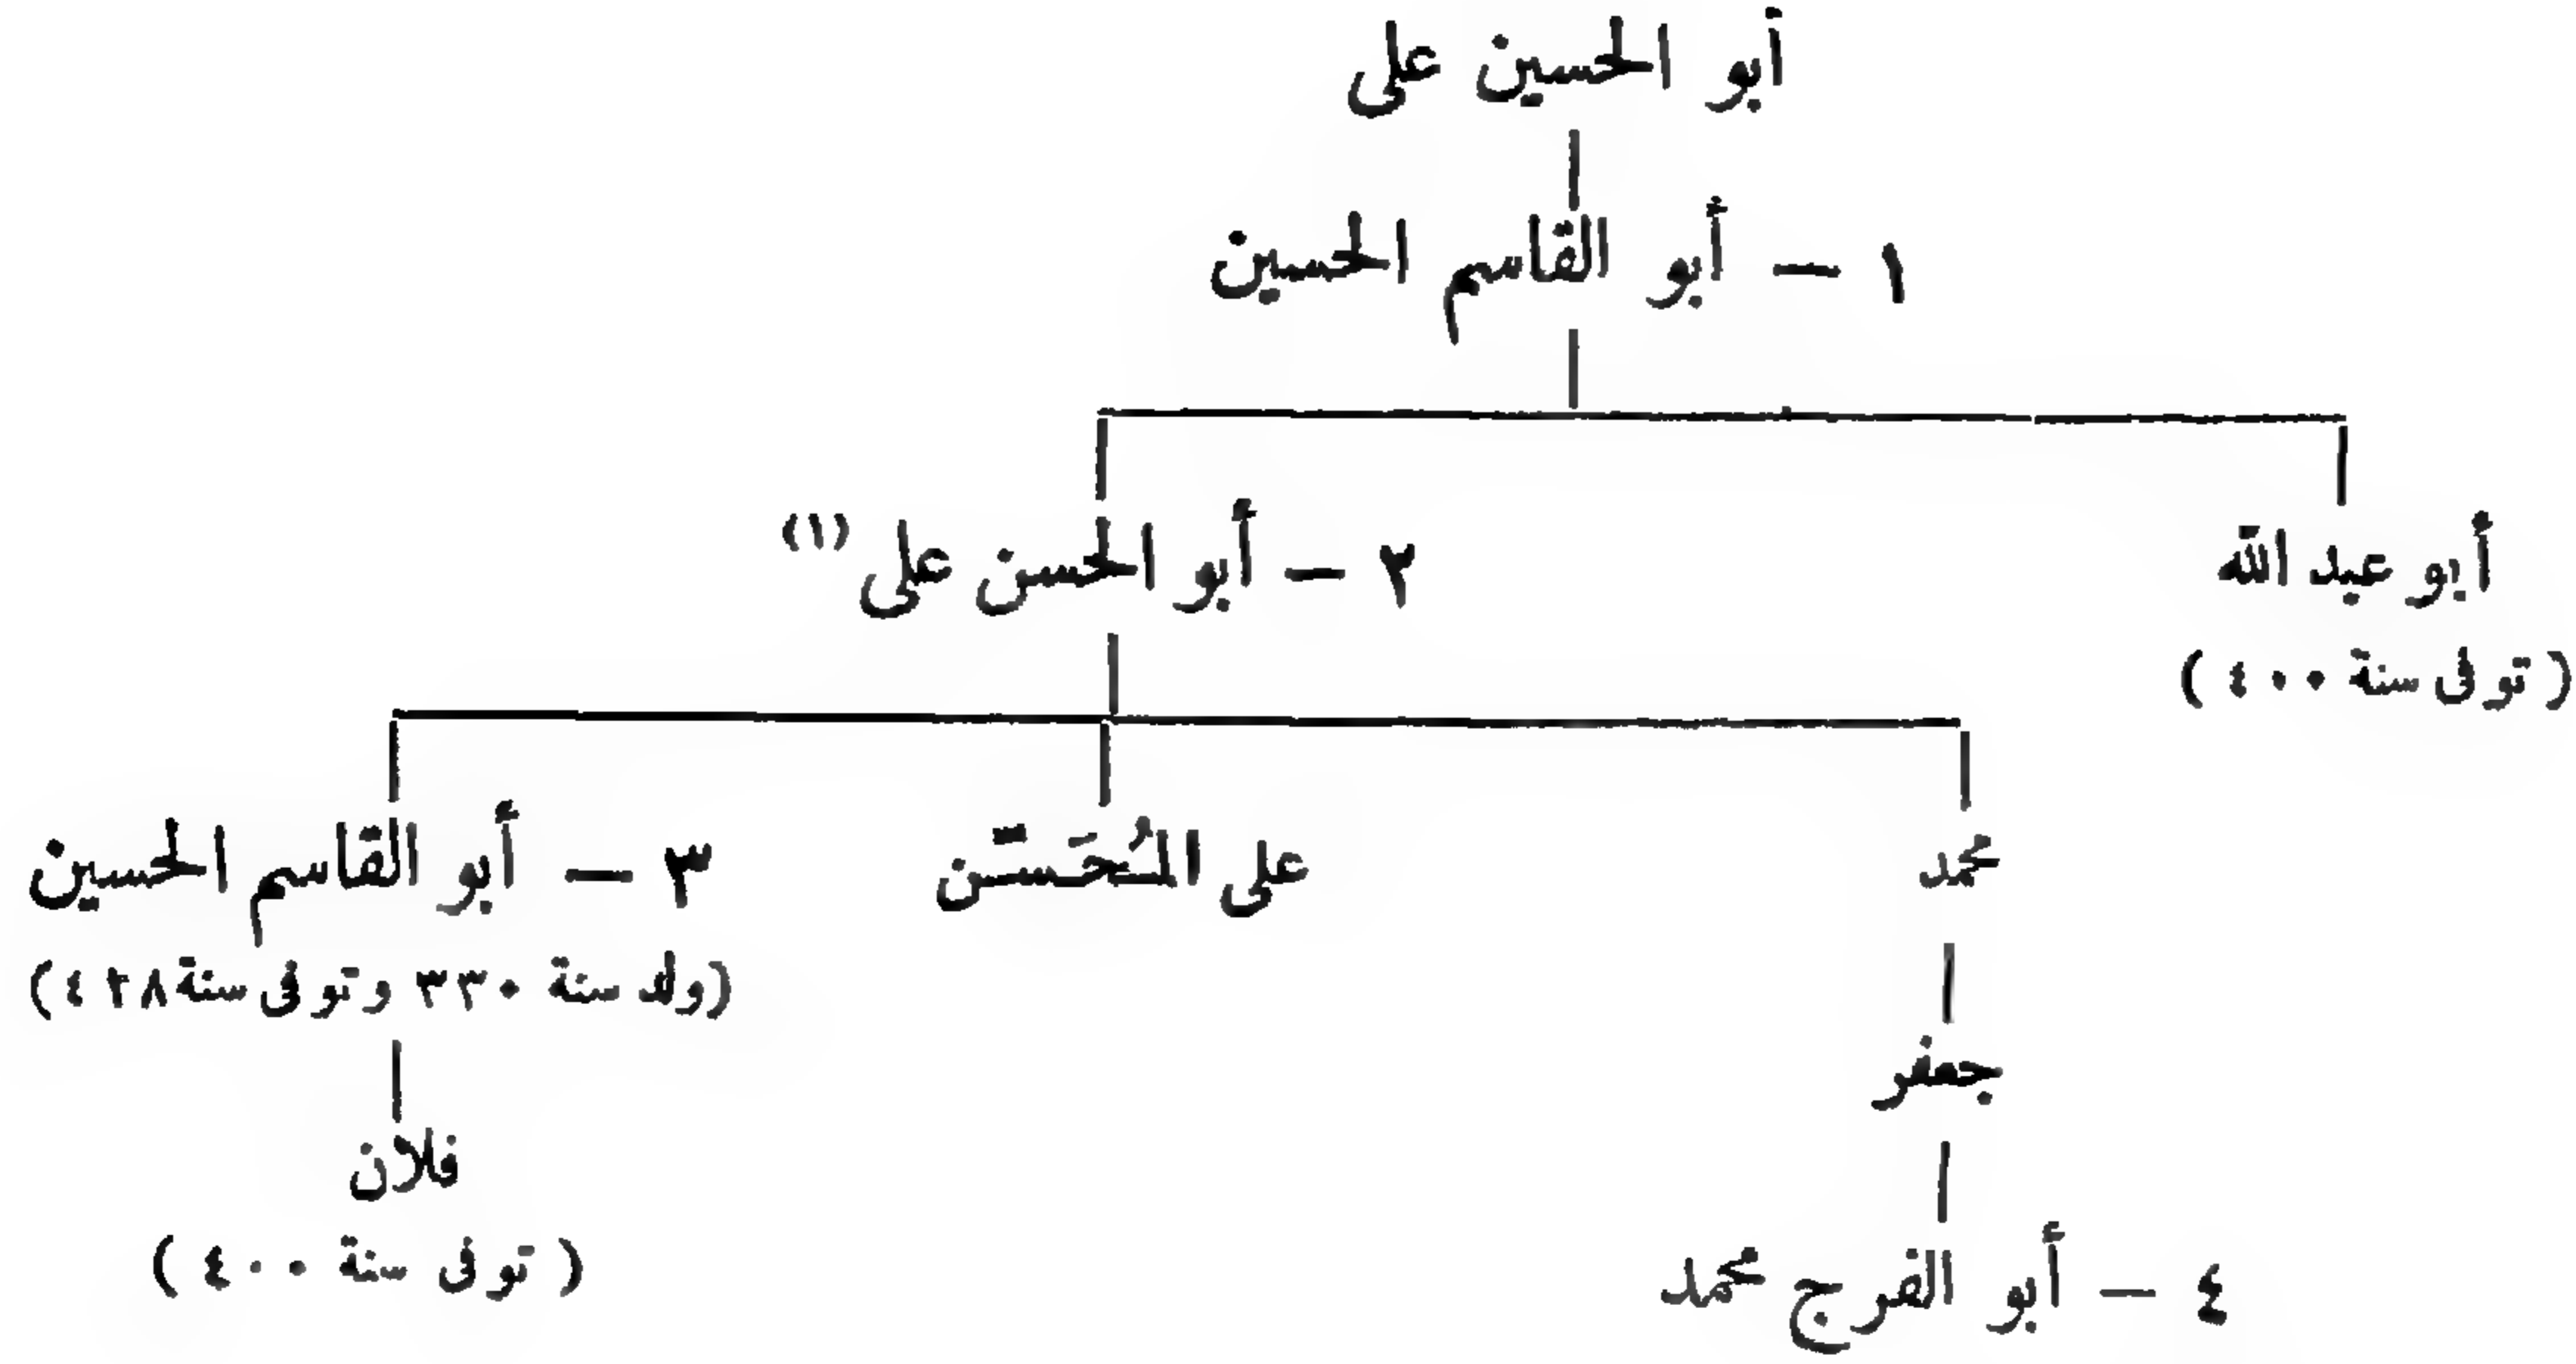 أبو الحسين على
١ – أبو القاسم الحسين
أبو عبد الله
(توفى سنة ٤٠٠)
٢ – أبو الحسن على (١)
محمد
على المُحَسّن
٣ – أبو القاسم الحسين
(ولد سنة ٣٣٠ وتوفى سنة ٤٢٨)
جعفر
فلان
(توفى سنة ٤٠٠)
٤ – أبو الفرج محمد